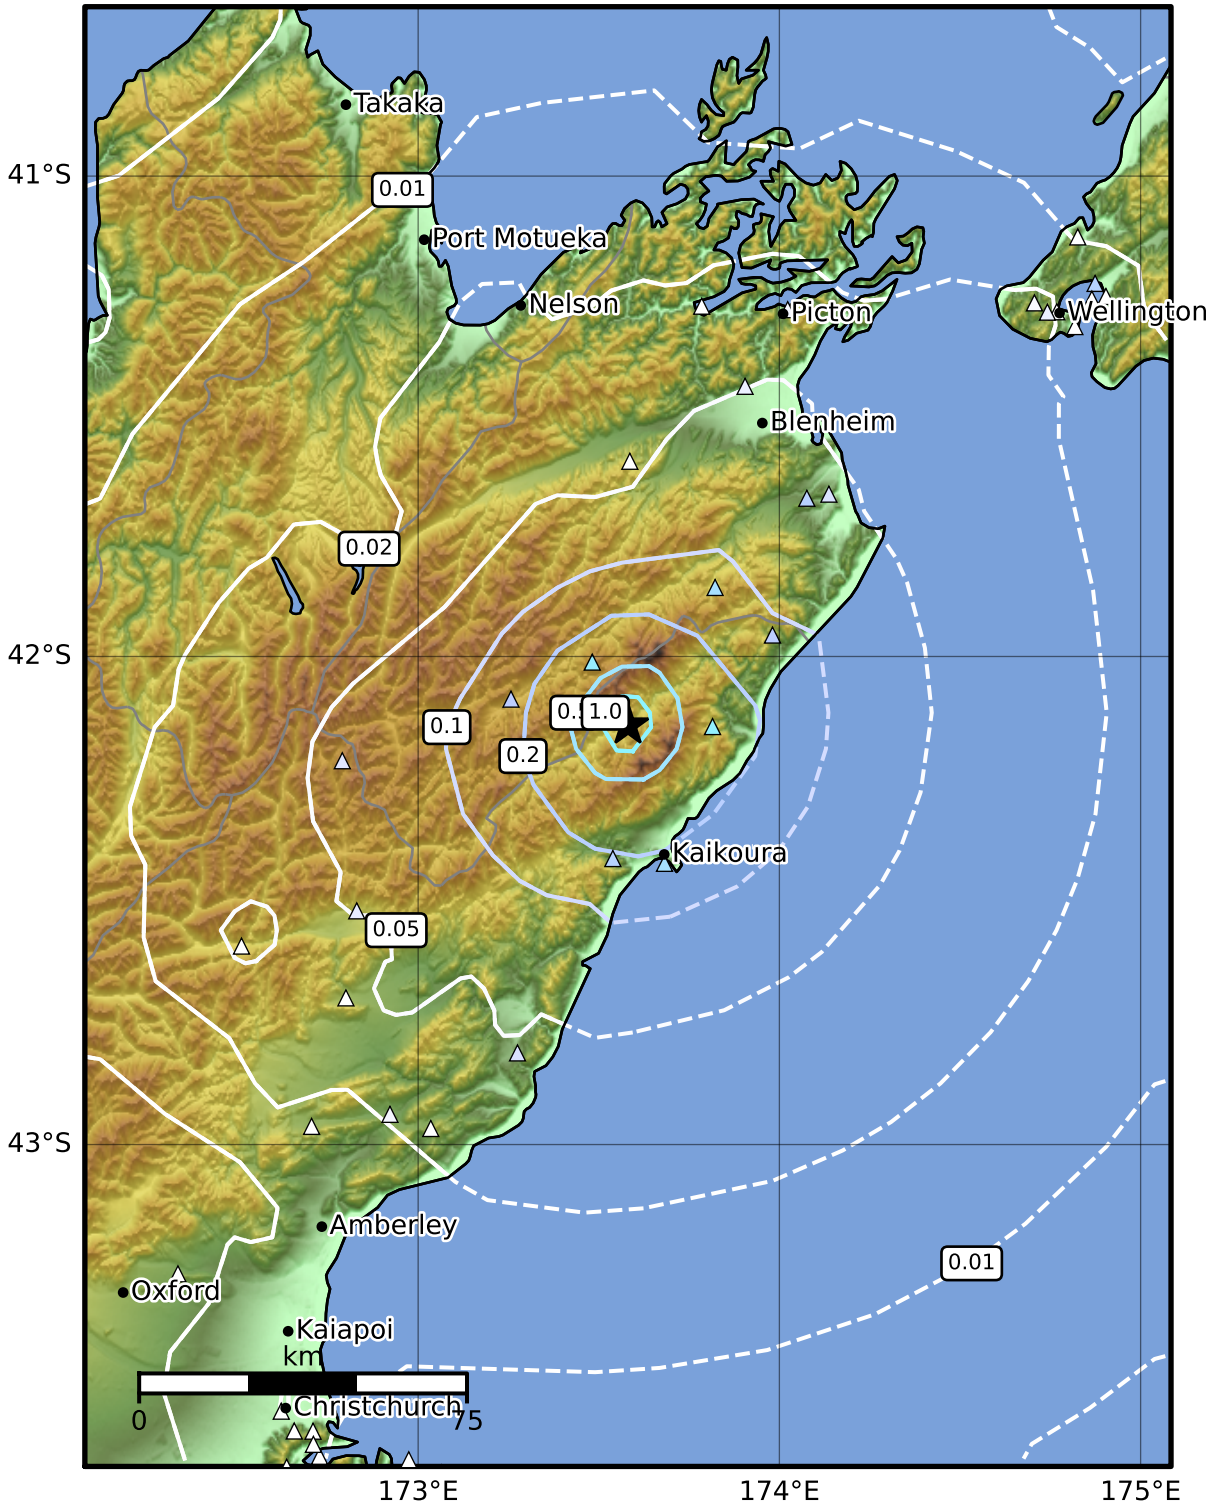 Takaka
41°S
0.01
Port Motueka
Nelson
Picton
Wellington
Blenheim
0.02
42°S
0.1
1.0
0.2
Kaikoura
0.05
43°S
Amberley
0.01
Oxford
Kaiapoi
km
Christchurch
0
75
173°E
174°E
175°E